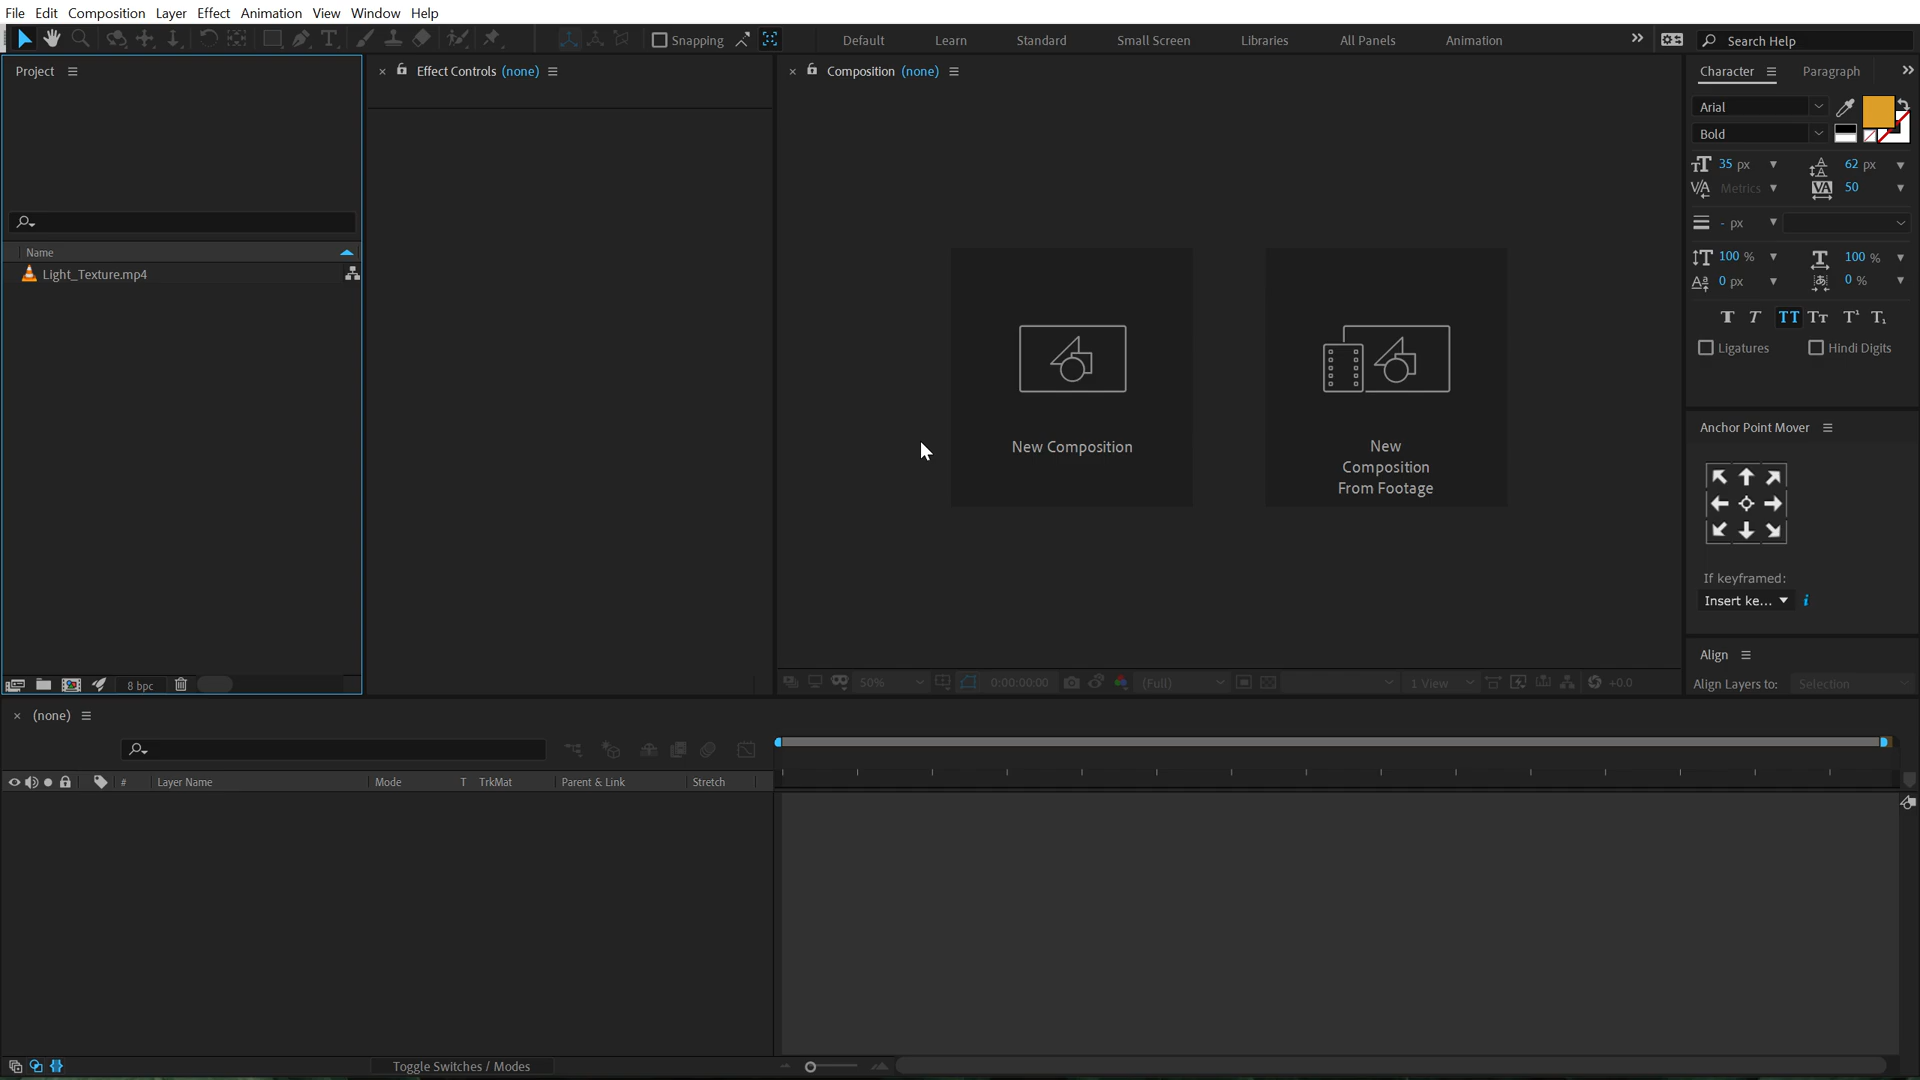 File Edit Composition Layer Effect Animation View Window Help
Snapping Default Learn Standard Small Screen Libraries All Panels Animation Search Help
Project Effect Controls (none) Composition (none) Character Paragraph
Arial
Bold
35 px 62 px
Metrics 50
- px
Name
100 % 100 %
Light_Texture.mp4
0 px 0 %
T T TT Tт T¹ T₁
Ligatures Hindi Digits
Anchor Point Mover
New Composition
New
Composition
From Footage
If keyframed:
Insert ke... i
Align
8 bpc 50% 0:00:00:00 (Full) 1 View +0.0 Align Layers to: Selection
(none)
# Layer Name Mode T TrkMat Parent & Link Stretch
Toggle Switches / Modes